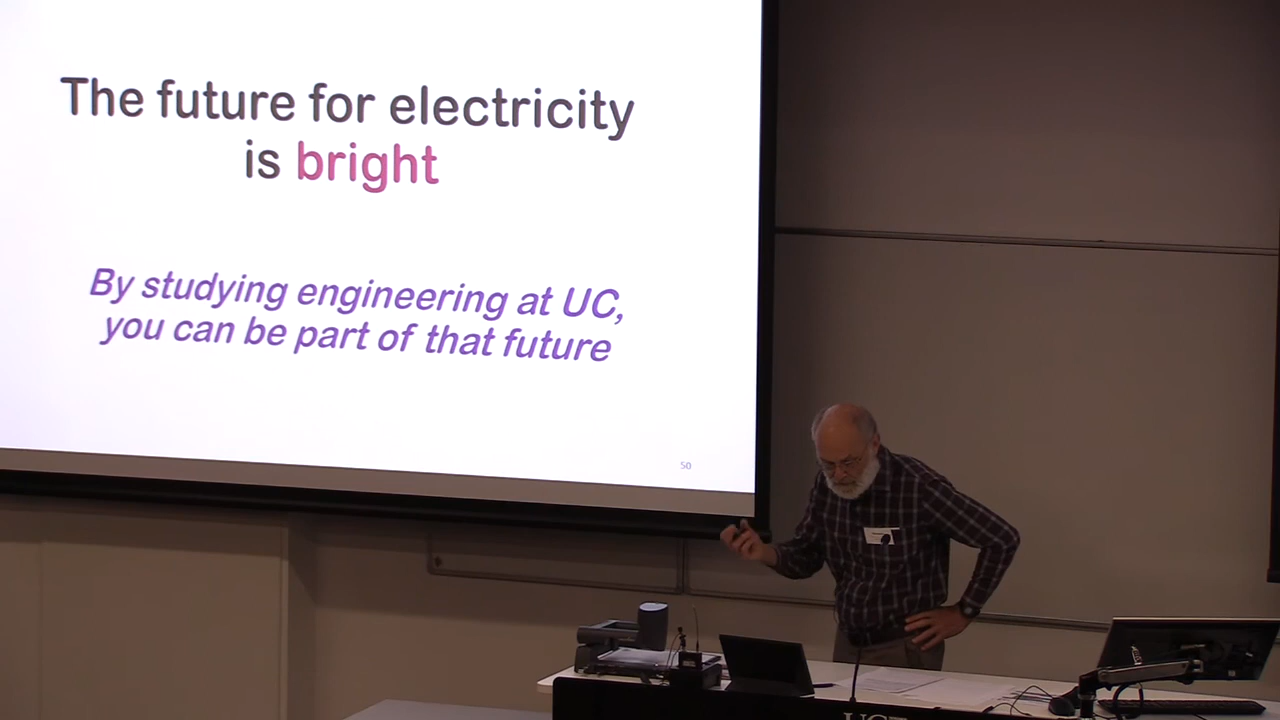 The future for electricity
is bright
By studying engineering at UC,
you can be part of that future
50